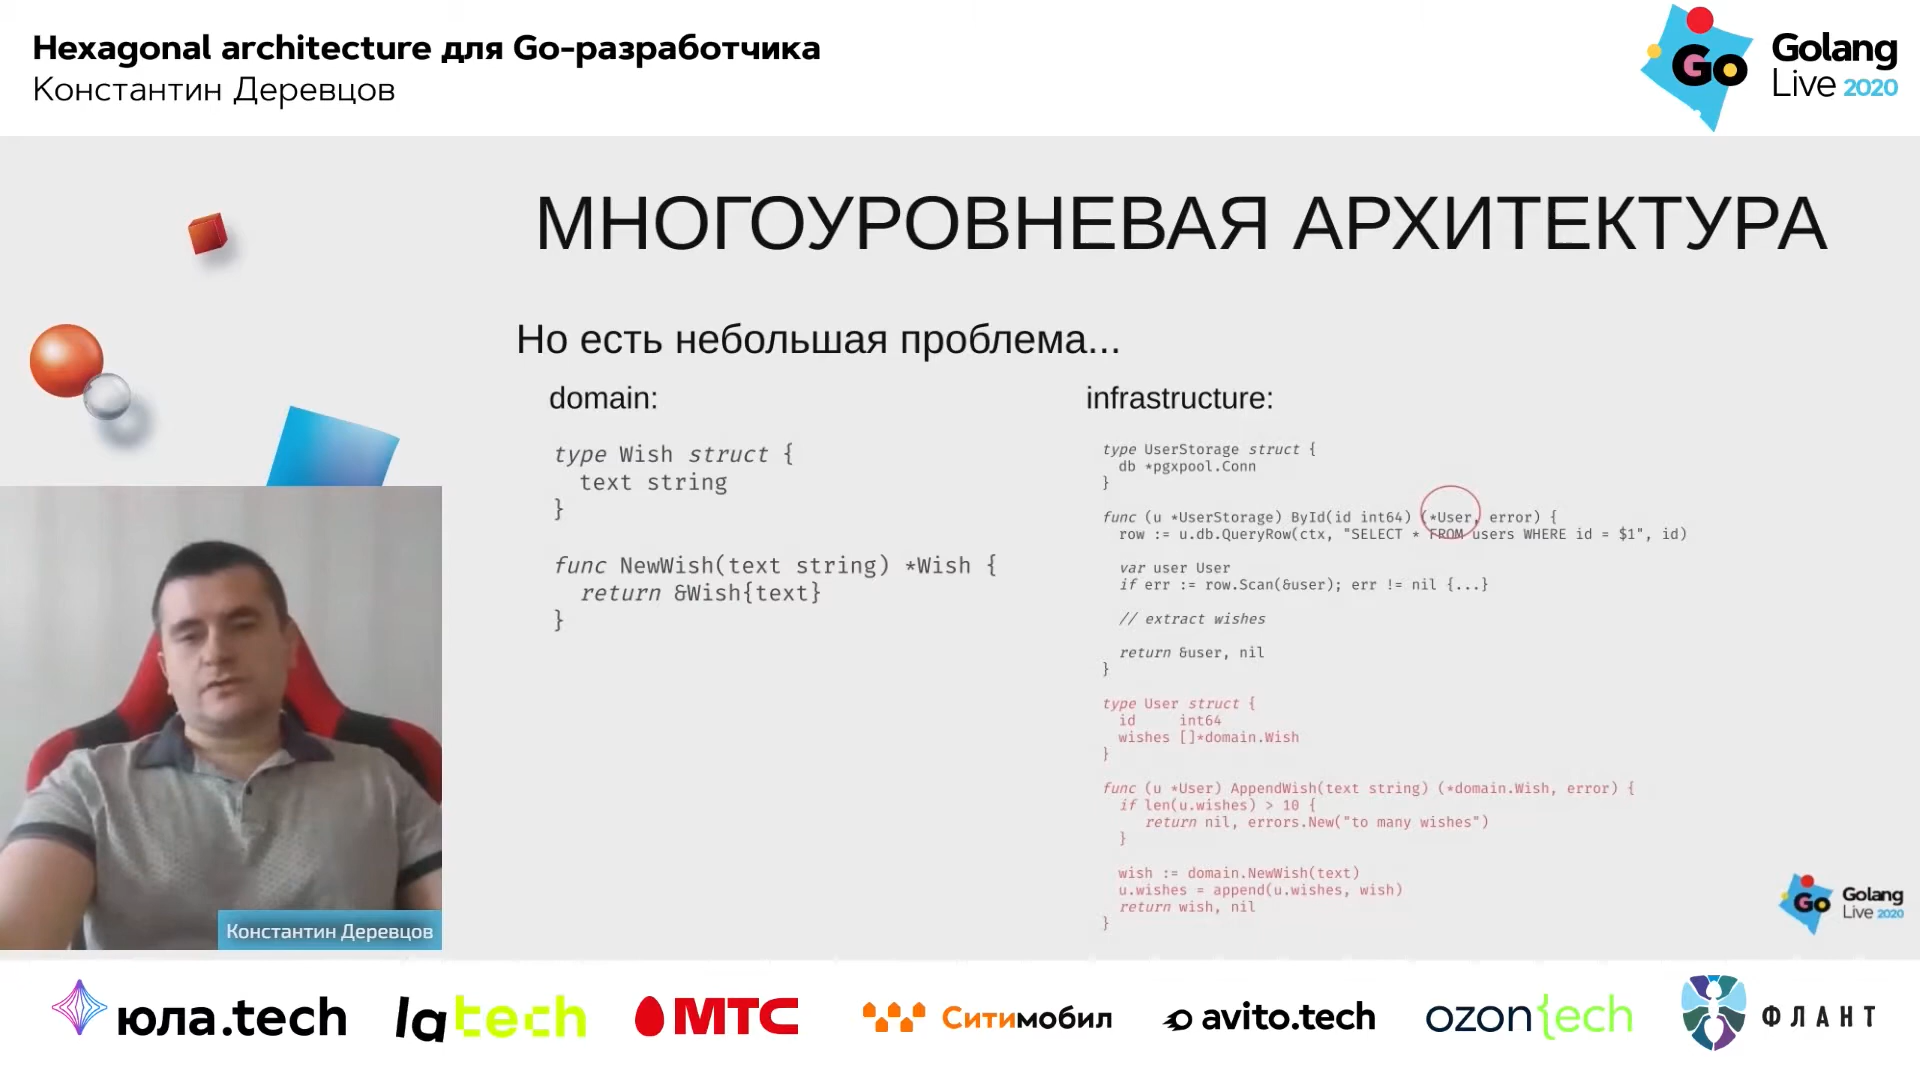 Hexagonal architecture для Go-разработчика
Константин Деревцов
Go
Golang
Live 2020
МНОГОУРОВНЕВАЯ АРХИТЕКТУРА
Но есть небольшая проблема...
domain:
type Wish struct {
text string
}
func NewWish(text string) *Wish {
return &Wish{text}
}
infrastructure:
type UserStorage struct {
db *pgxpool.Conn
}
func (u *UserStorage) ById(id int64) (*User, error) {
row := u.db.QueryRow(ctx, "SELECT * FROM users WHERE id = $1", id)
var user User
if err := row.Scan(&user); err != nil {...}
// extract wishes
return &user, nil
}
type User struct {
id int64
wishes []*domain.Wish
}
func (u *User) AppendWish(text string) (*domain.Wish, error) {
if len(u.wishes) > 10 {
return nil, errors.New("to many wishes")
}
wish := domain.NewWish(text)
u.wishes = append(u.wishes, wish)
return wish, nil
}
Константин Деревцов
Go
Golang
Live 2020
юла.tech
latech
МТС
Ситимобил
avito.tech
ozon{ech
ФЛАНТ